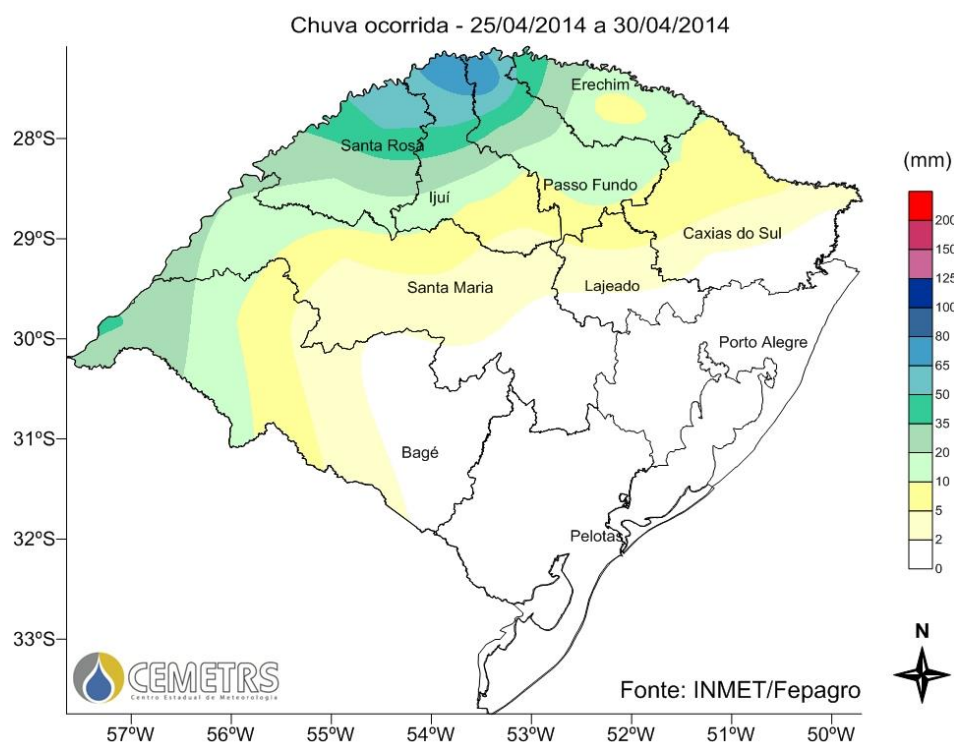 Chuva ocorrida - 25/04/2014 a 30/04/2014
28ºS
29ºS
30ºS
31ºS
32ºS
33ºS
Erechim
Santa Rosa
Ijuí
Passo Fundo
Caxias do Sul
Santa Maria
Lajeado
Porto Alegre
Bagé
Pelotas
(mm)
200
150
125
100
80
65
50
35
20
10
5
2
0
N
CEMETRS
Centro Estadual de Meteorologia
Fonte: INMET/Fepagro
57ºW 56ºW 55ºW 54ºW 53ºW 52ºW 51ºW 50ºW